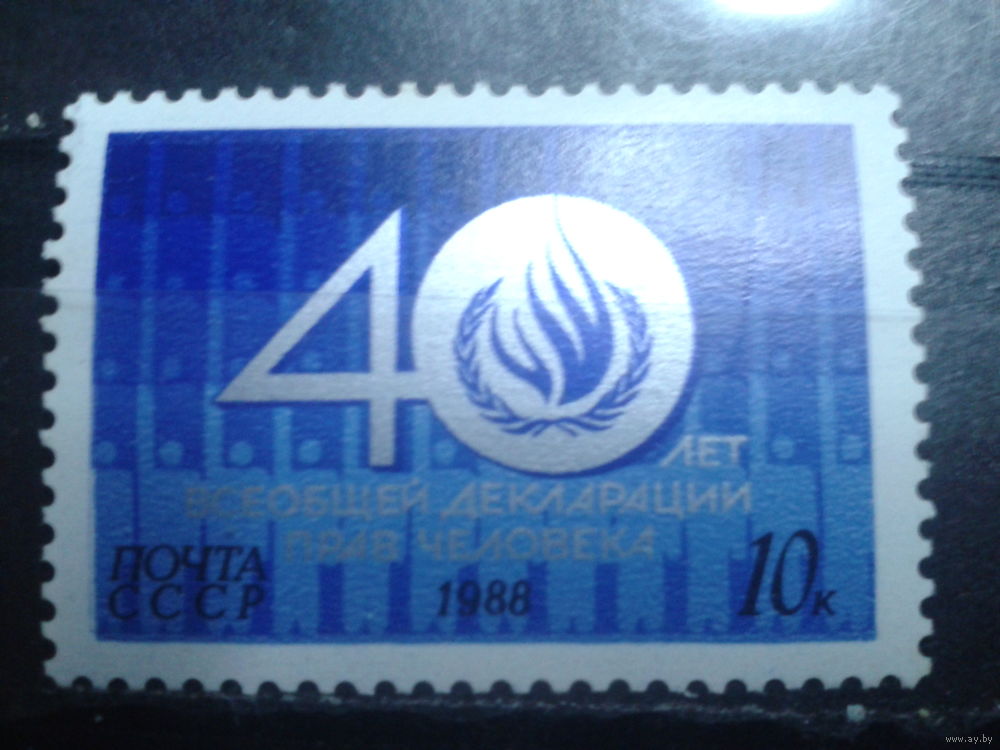 40
ЛЕТ
ВСЕОБЩЕЙ ДЕКЛАРАЦИИ
ПРАВ ЧЕЛОВЕКА
ПОЧТА
СССР
1988
10к
www.ay.by